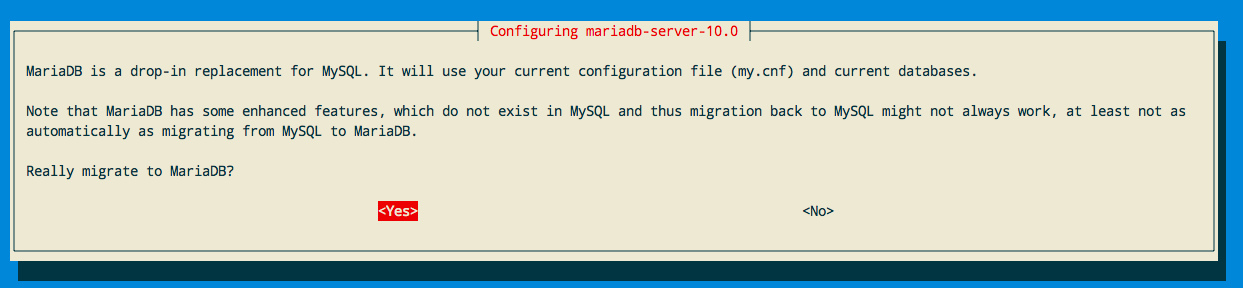 Configuring mariadb-server-10.0
MariaDB is a drop-in replacement for MySQL. It will use your current configuration file (my.cnf) and current databases.
Note that MariaDB has some enhanced features, which do not exist in MySQL and thus migration back to MySQL might not always work, at least not as
automatically as migrating from MySQL to MariaDB.
Really migrate to MariaDB?
<Yes> <No>